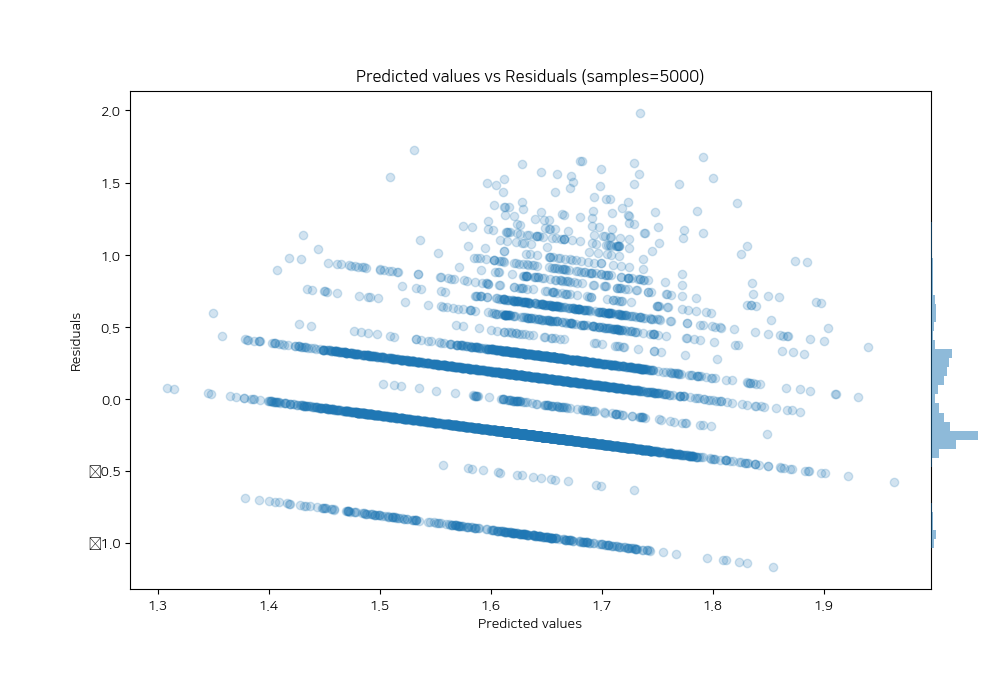 Predicted values vs Residuals (samples=5000)
2.0
1.5
1.0
0.5
0.0
▯0.5
▯1.0
Residuals
1.3 1.4 1.5 1.6 1.7 1.8 1.9
Predicted values